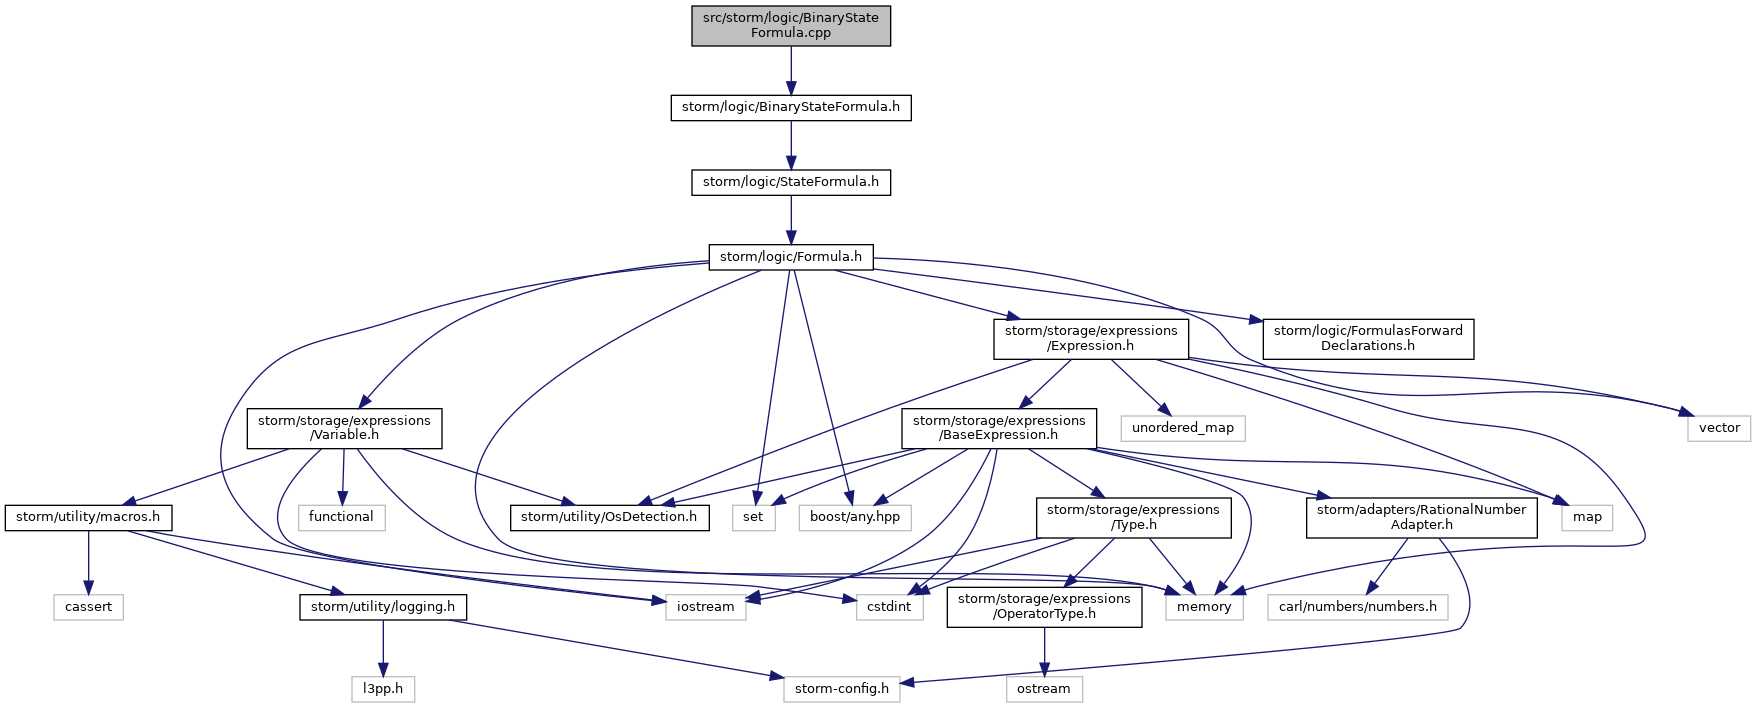 src/storm/logic/BinaryState
Formula.cpp
storm/logic/BinaryStateFormula.h
storm/logic/StateFormula.h
storm/logic/Formula.h
storm/storage/expressions
/Expression.h
storm/logic/FormulasForward
Declarations.h
storm/storage/expressions
/Variable.h
storm/storage/expressions
/BaseExpression.h
unordered_map
vector
storm/utility/macros.h
functional
storm/utility/OsDetection.h
set
boost/any.hpp
storm/storage/expressions
/Type.h
storm/adapters/RationalNumber
Adapter.h
map
cassert
storm/utility/logging.h
iostream
cstdint
storm/storage/expressions
/OperatorType.h
memory
carl/numbers/numbers.h
l3pp.h
storm-config.h
ostream